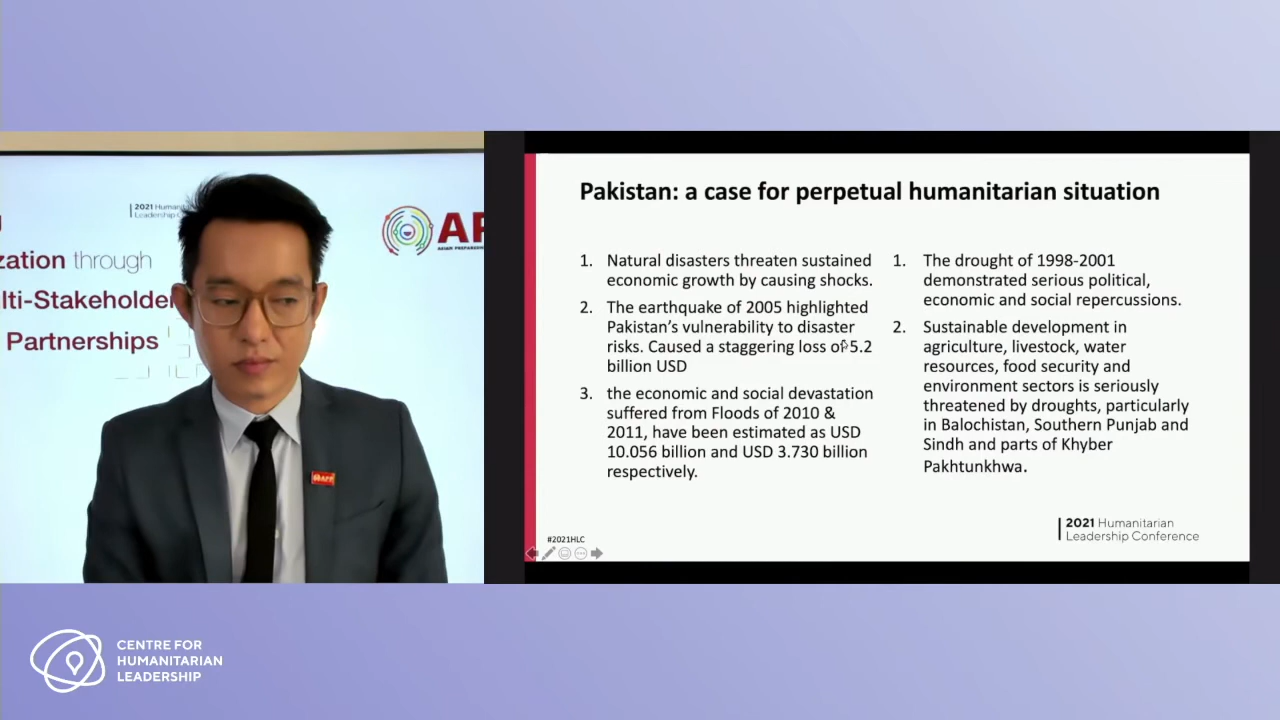 2021 Humanita
Leadership C
zation through
lti-Stakeholder
Partnerships
AP
ASIAN PREPAREDN
Pakistan: a case for perpetual humanitarian situation
1. Natural disasters threaten sustained
economic growth by causing shocks.
2. The earthquake of 2005 highlighted
Pakistan’s vulnerability to disaster
risks. Caused a staggering loss of 5.2
billion USD
3. the economic and social devastation
suffered from Floods of 2010 &
2011, have been estimated as USD
10.056 billion and USD 3.730 billion
respectively.
1. The drought of 1998-2001
demonstrated serious political,
economic and social repercussions.
2. Sustainable development in
agriculture, livestock, water
resources, food security and
environment sectors is seriously
threatened by droughts, particularly
in Balochistan, Southern Punjab and
Sindh and parts of Khyber
Pakhtunkhwa.
#2021HLC
2021 Humanitarian
Leadership Conference
CENTRE FOR
HUMANITARIAN
LEADERSHIP